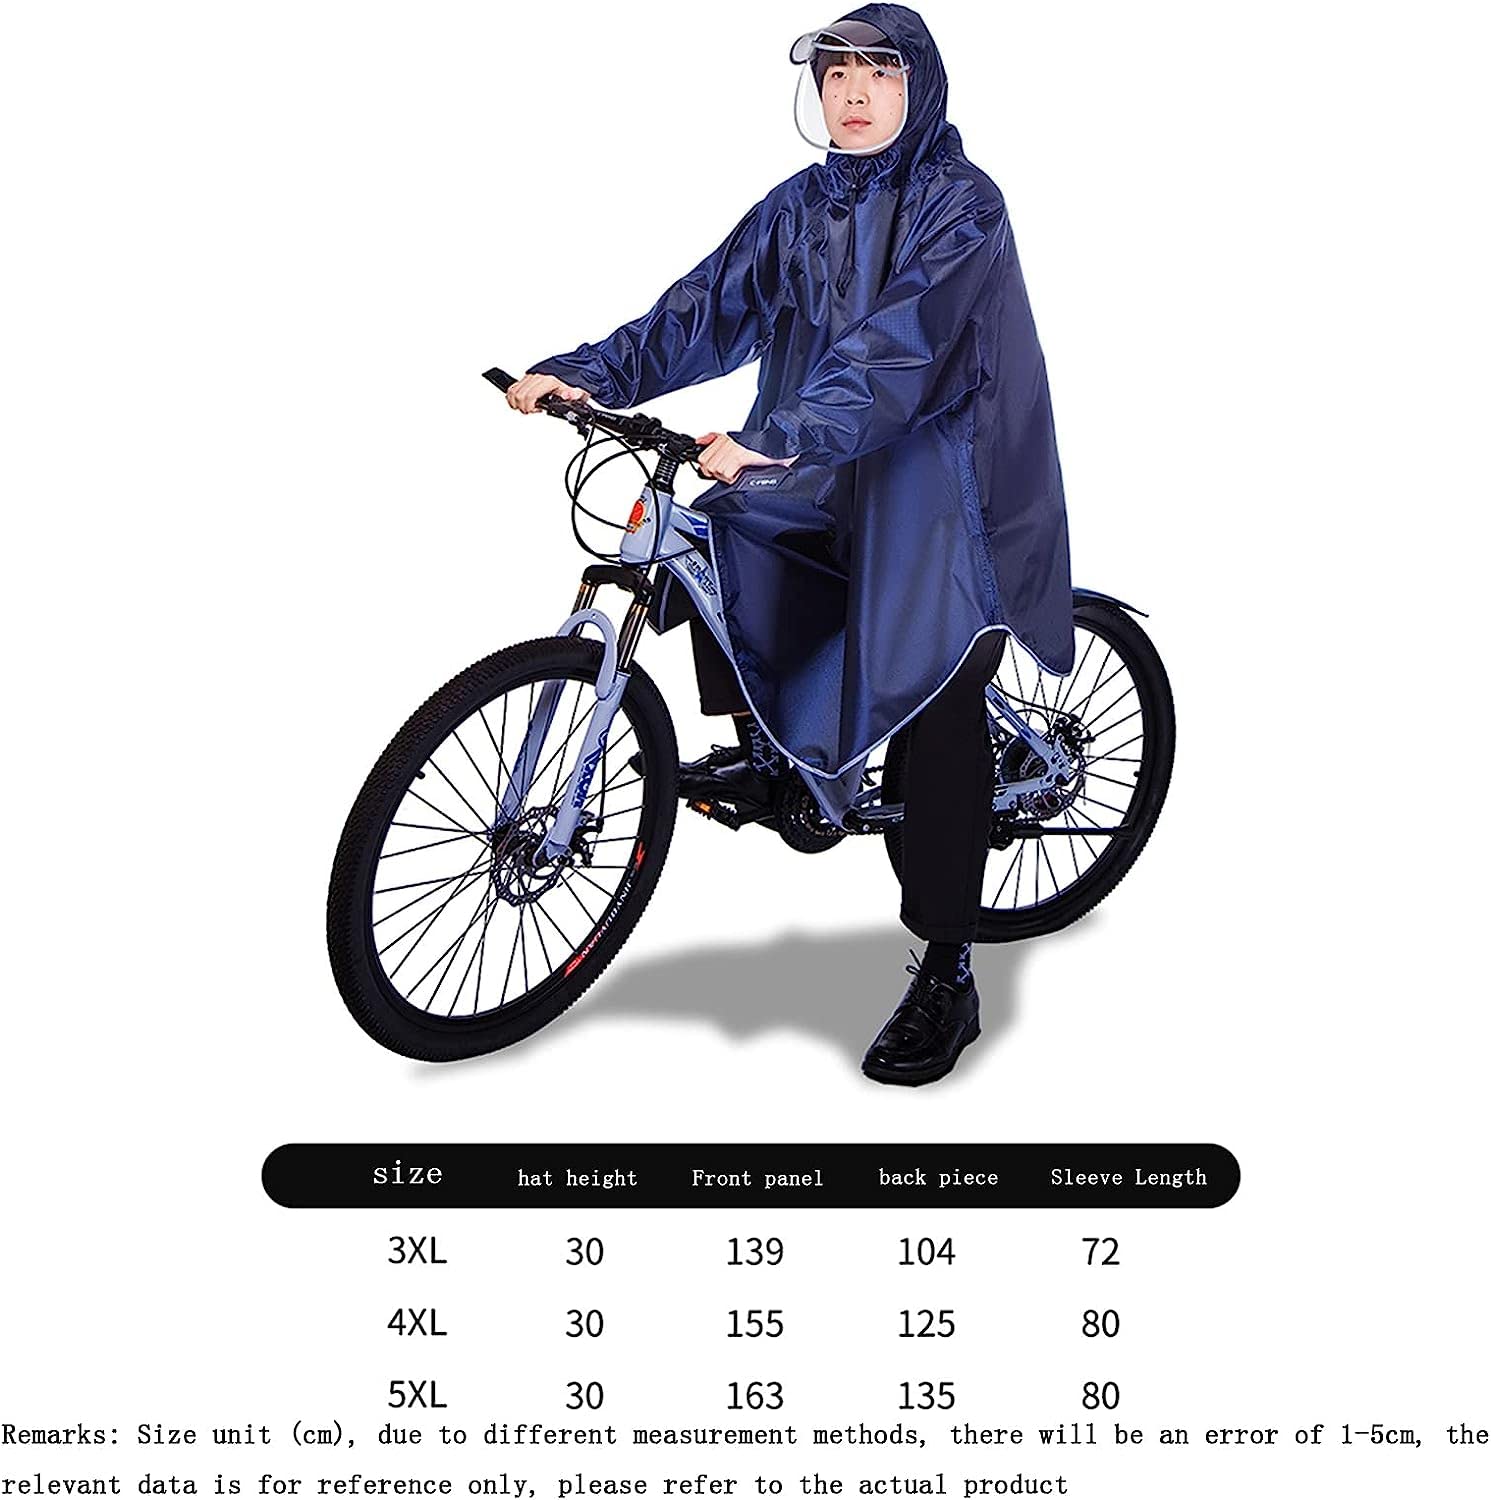 size hat height Front panel back piece Sleeve Length
3XL 30 139 104 72
4XL 30 155 125 80
5XL 30 163 135 80
Remarks: Size unit (cm), due to different measurement methods, there will be an error of 1-5cm, the
relevant data is for reference only, please refer to the actual product